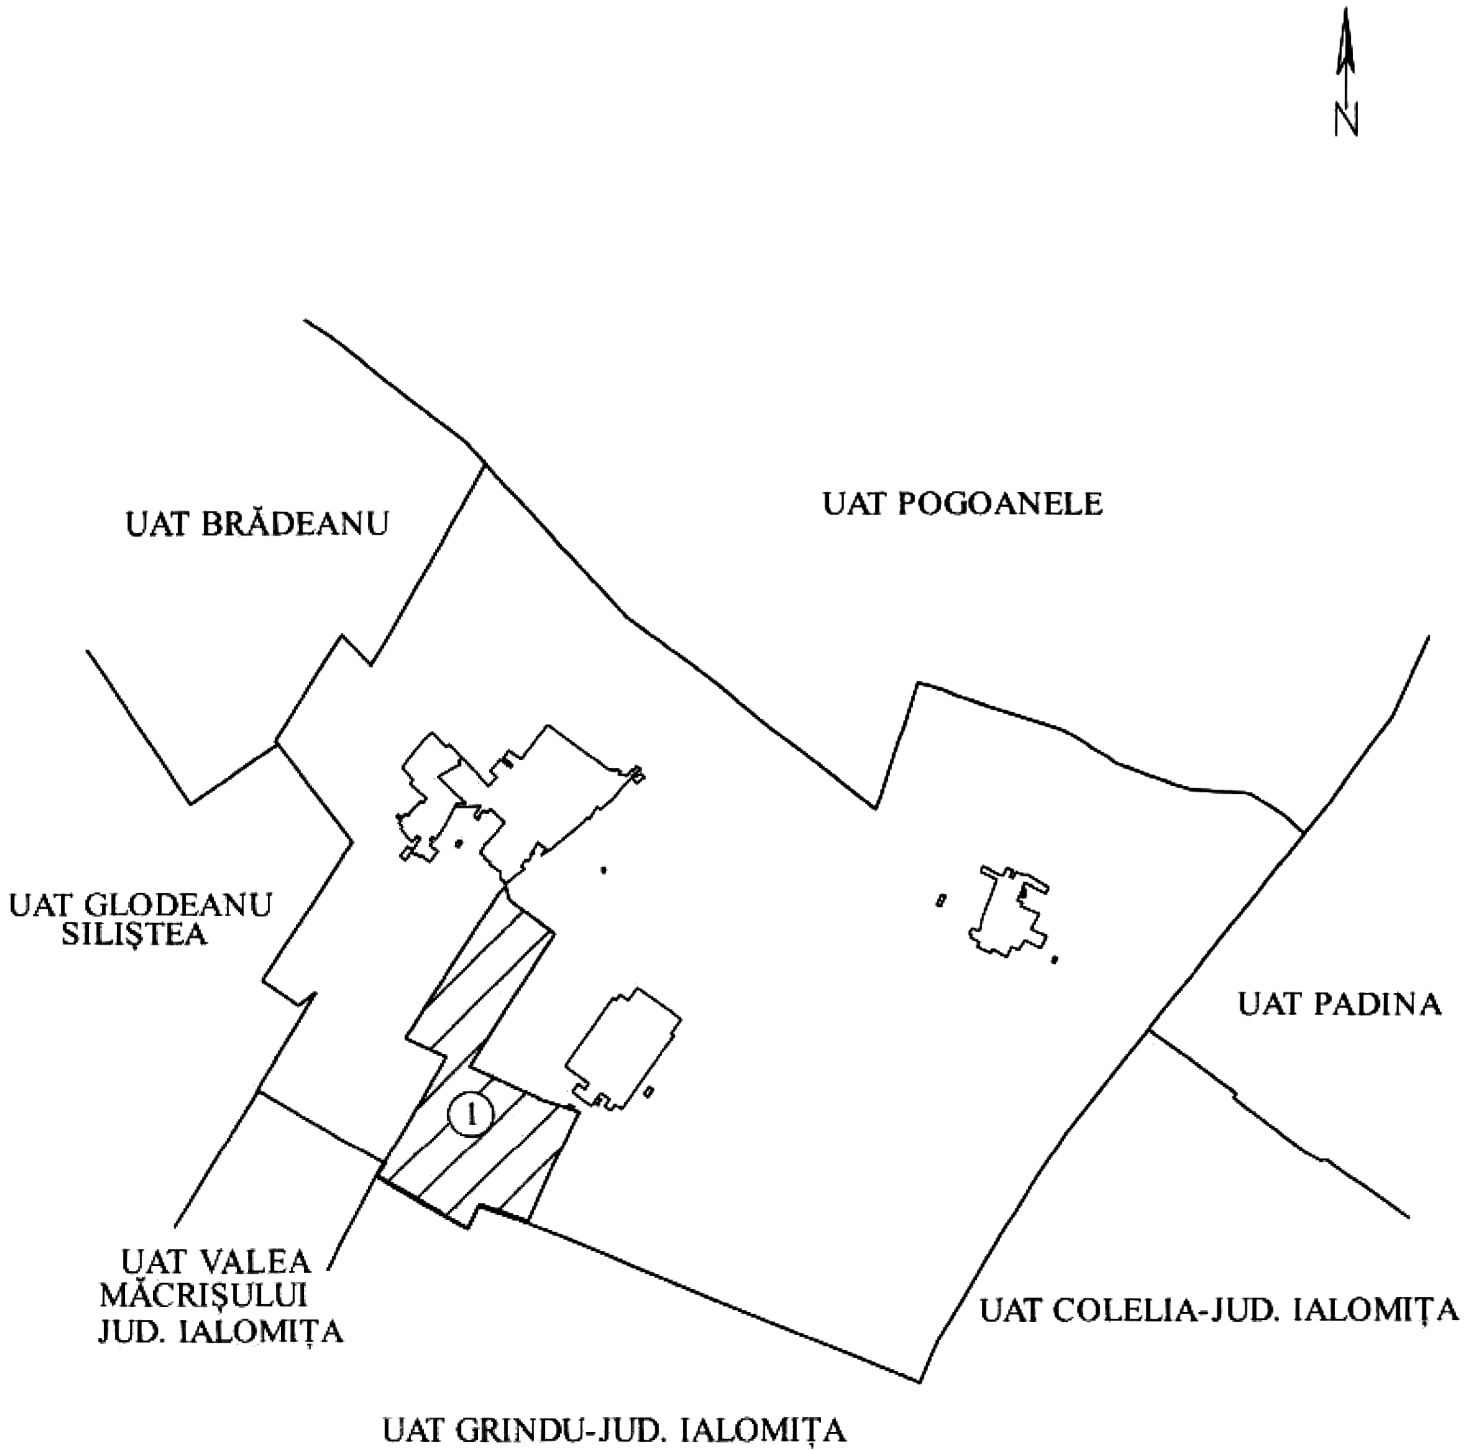 N
UAT POGOANELE
UAT BRĂDEANU
UAT GLODEANU
SILIȘTEA
UAT PADINA
1
UAT VALEA
MĂCRIȘULUI
JUD. IALOMIȚA
UAT COLELIA-JUD. IALOMIȚA
UAT GRINDU-JUD. IALOMIȚA